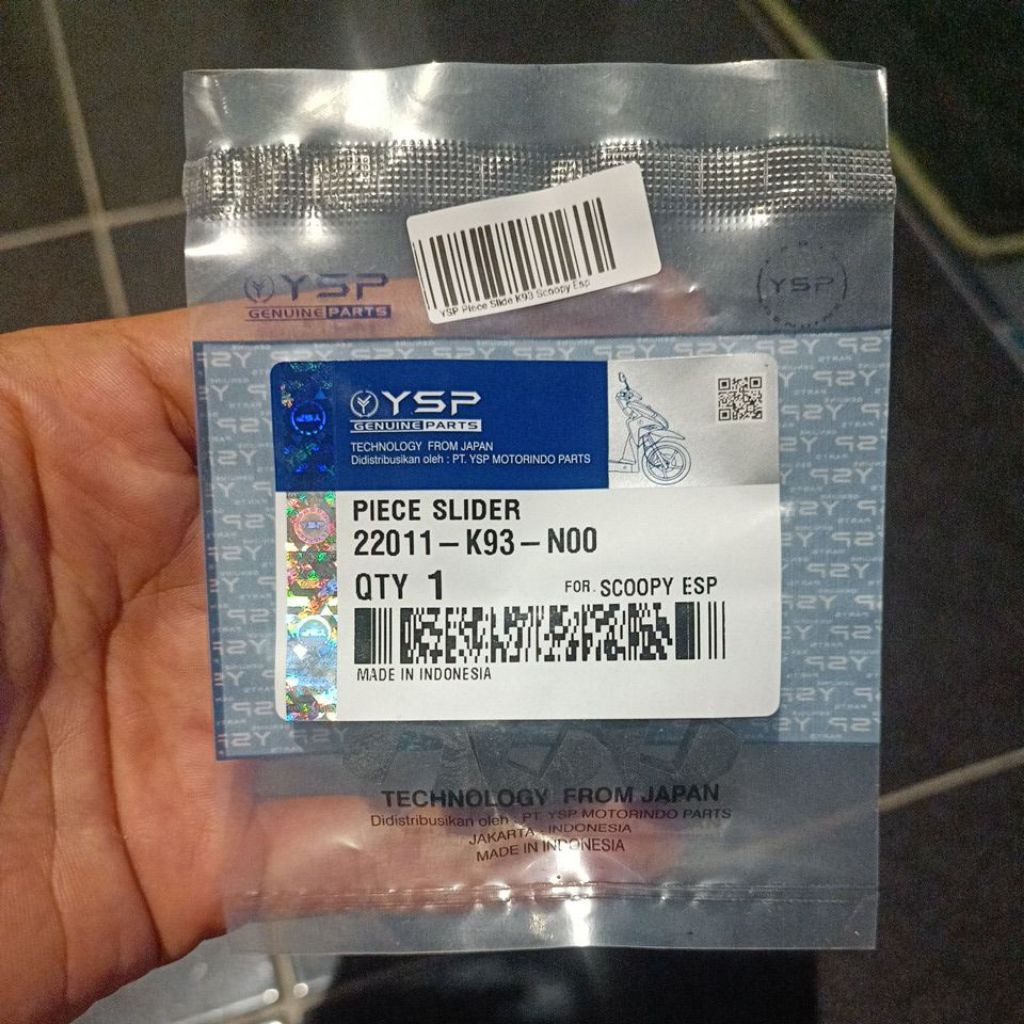 YSP Piece Slide K93 Scoopy Esp
YSP
GENUINE PARTS
YSP
YSP
GENUINE PARTS
TECHNOLOGY FROM JAPAN
Didistribusikan oleh : PT. YSP MOTORINDO PARTS
PIECE SLIDER
22011-K93-N00
QTY 1 FOR. SCOOPY ESP
MADE IN INDONESIA
TECHNOLOGY FROM JAPAN
Didistribusikan oleh : PT. YSP MOTORINDO PARTS
JAKARTA - INDONESIA
MADE IN INDONESIA